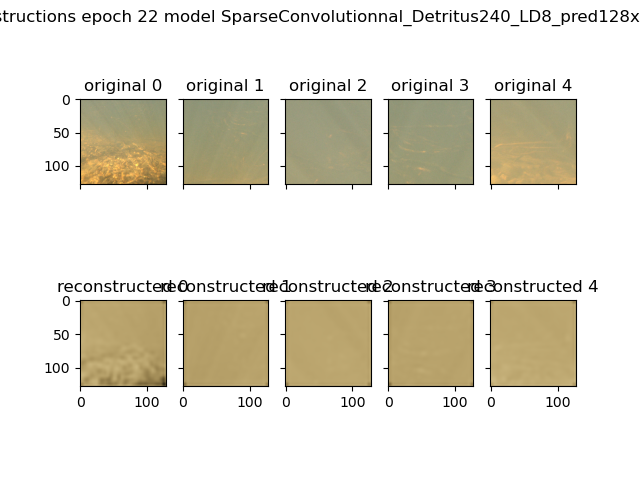 structions epoch 22 model SparseConvolutionnal_Detritus240_LD8_pred128x
original 0 original 1 original 2 original 3 original 4
0
50
100
reconstructed 0 reconstructed 1 reconstructed 2 reconstructed 3 reconstructed 4
0
50
100
0 100 0 100 0 100 0 100 0 100